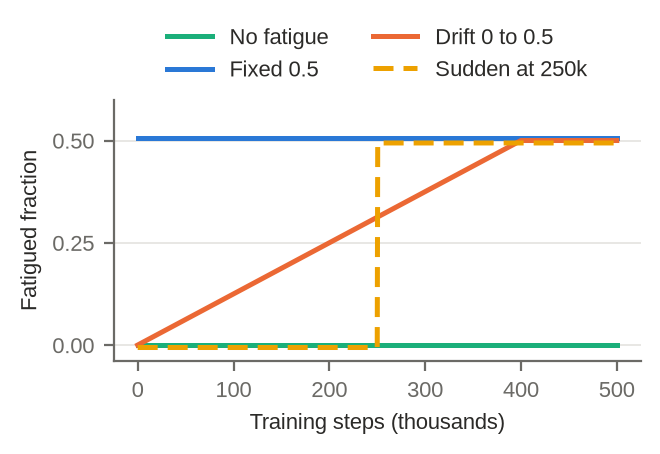 No fatigue
Drift 0 to 0.5
Fixed 0.5
Sudden at 250k
Fatigued fraction
0.50
0.25
0.00
0 100 200 300 400 500
Training steps (thousands)